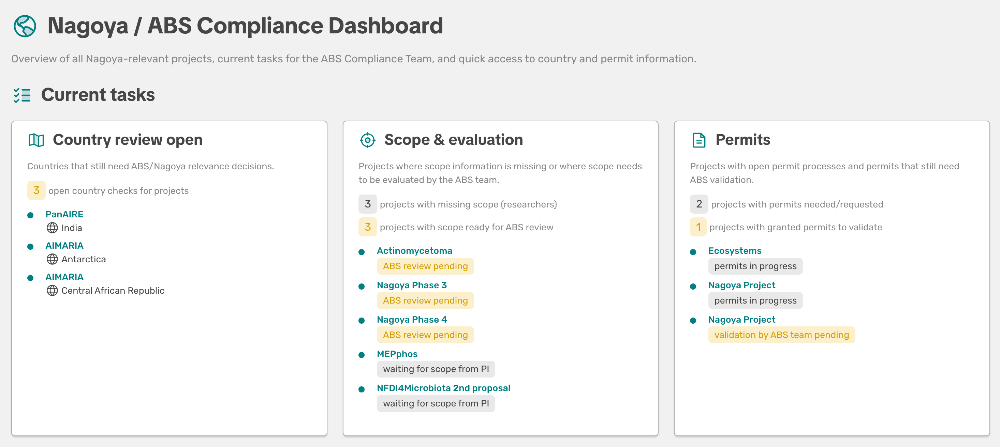 Nagoya / ABS Compliance Dashboard
Overview of all Nagoya-relevant projects, current tasks for the ABS Compliance Team, and quick access to country and permit information.
Current tasks
Country review open
Countries that still need ABS/Nagoya relevance decisions.
3 open country checks for projects
PanAIRE
India
AIMARIA
Antarctica
AIMARIA
Central African Republic
Scope & evaluation
Projects where scope information is missing or where scope needs
to be evaluated by the ABS team.
3 projects with missing scope (researchers)
3 projects with scope ready for ABS review
Actinomycetoma
ABS review pending
Nagoya Phase 3
ABS review pending
Nagoya Phase 4
ABS review pending
MEPphos
waiting for scope from PI
NFDI4Microbiota 2nd proposal
waiting for scope from PI
Permits
Projects with open permit processes and permits that still need
ABS validation.
2 projects with permits needed/requested
1 projects with granted permits to validate
Ecosystems
permits in progress
Nagoya Project
permits in progress
Nagoya Project
validation by ABS team pending